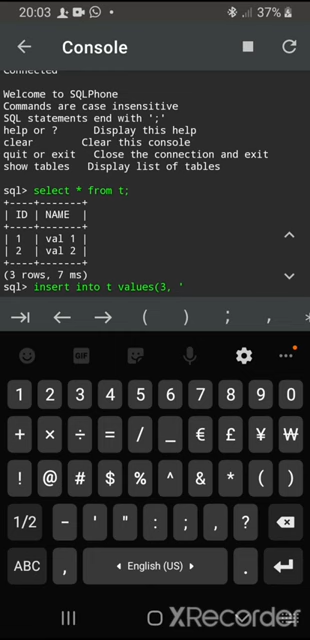 20:03 37%
Console
Connected
Welcome to SQLPhone
Commands are case insensitive
SQL statements end with ';'
help or ?      Display this help
clear      Clear this console
quit or exit   Close the connection and exit
show tables   Display list of tables
sql> select * from t;
+----+-------+
| ID | NAME  |
+----+-------+
| 1  | val 1 |
| 2  | val 2 |
+----+-------+
(3 rows, 7 ms)
sql> insert into t values(3, '
( ) ; , *
GIF
1 2 3 4 5 6 7 8 9 0
+ × ÷ = / _ € £ ¥ ₩
! @ # $ % ^ & * ( )
1/2 - ' " : ; , ?
ABC , English (US) .
XRecorder